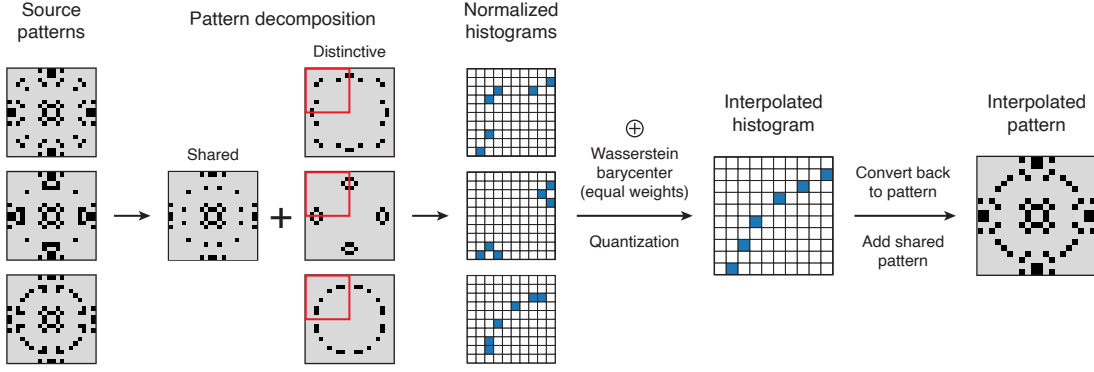 Source
patterns
Pattern decomposition
Normalized
histograms
Distinctive
Shared
+
⊕
Wasserstein
barycenter
(equal weights)
Quantization
Interpolated
histogram
Convert back
to pattern
Add shared
pattern
Interpolated
pattern